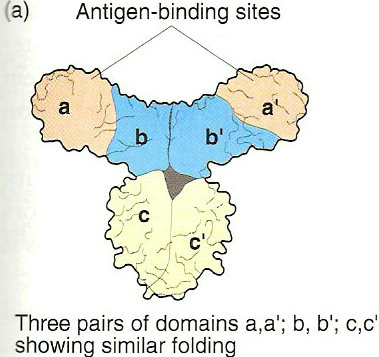 (a)
Antigen-binding sites
a
a'
b
b'
c
c'
Three pairs of domains a,a'; b, b'; c,c'
showing similar folding